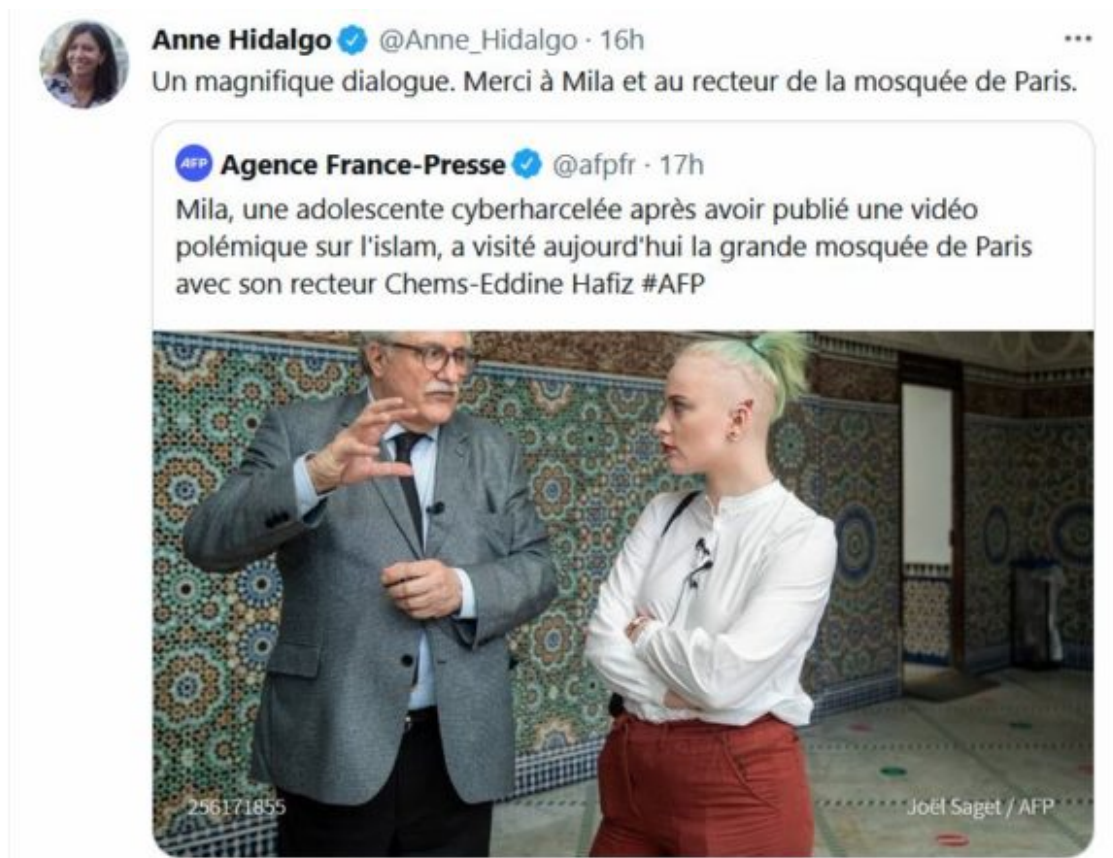 Anne Hidalgo @Anne_Hidalgo · 16h
Un magnifique dialogue. Merci à Mila et au recteur de la mosquée de Paris.
AFP Agence France-Presse @afpfr · 17h
Mila, une adolescente cyberharcelée après avoir publié une vidéo
polémique sur l'islam, a visité aujourd'hui la grande mosquée de Paris
avec son recteur Chems-Eddine Hafiz #AFP
256171855
Joël Saget / AFP